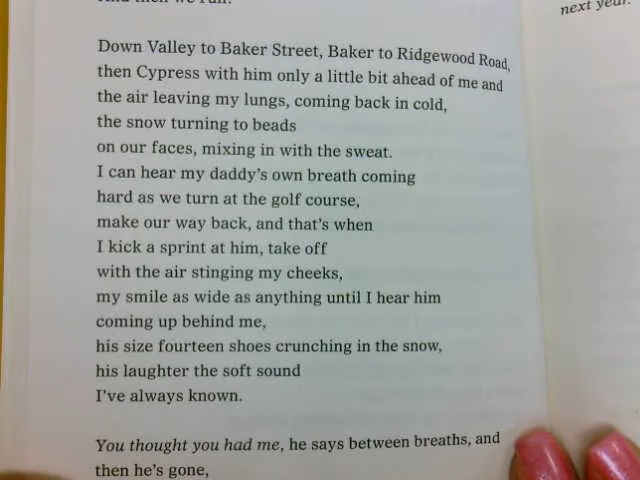 And then we run.
next year.
Down Valley to Baker Street, Baker to Ridgewood Road,
then Cypress with him only a little bit ahead of me and
the air leaving my lungs, coming back in cold,
the snow turning to beads
on our faces, mixing in with the sweat.
I can hear my daddy's own breath coming
hard as we turn at the golf course,
make our way back, and that's when
I kick a sprint at him, take off
with the air stinging my cheeks,
my smile as wide as anything until I hear him
coming up behind me,
his size fourteen shoes crunching in the snow,
his laughter the soft sound
I've always known.
You thought you had me, he says between breaths, and
then he's gone,